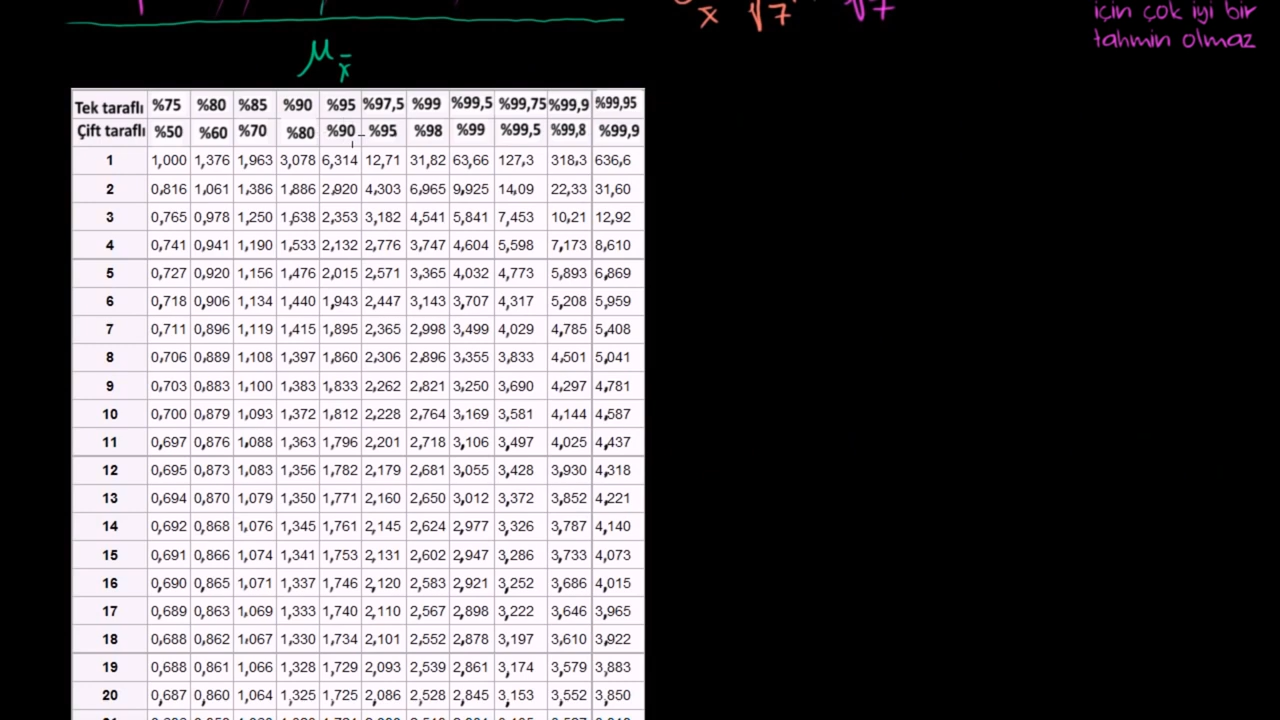 x̄ √7 √7
için çok iyi bir
tahmin olmaz
μx̄
Tek taraflı %75 %80 %85 %90 %95 %97,5 %99 %99,5 %99,75 %99,9 %99,95
Çift taraflı %50 %60 %70 %80 %90 %95 %98 %99 %99,5 %99,8 %99,9
1 1,000 1,376 1,963 3,078 6,314 12,71 31,82 63,66 127,3 318,3 636,6
2 0,816 1,061 1,386 1,886 2,920 4,303 6,965 9,925 14,09 22,33 31,60
3 0,765 0,978 1,250 1,638 2,353 3,182 4,541 5,841 7,453 10,21 12,92
4 0,741 0,941 1,190 1,533 2,132 2,776 3,747 4,604 5,598 7,173 8,610
5 0,727 0,920 1,156 1,476 2,015 2,571 3,365 4,032 4,773 5,893 6,869
6 0,718 0,906 1,134 1,440 1,943 2,447 3,143 3,707 4,317 5,208 5,959
7 0,711 0,896 1,119 1,415 1,895 2,365 2,998 3,499 4,029 4,785 5,408
8 0,706 0,889 1,108 1,397 1,860 2,306 2,896 3,355 3,833 4,501 5,041
9 0,703 0,883 1,100 1,383 1,833 2,262 2,821 3,250 3,690 4,297 4,781
10 0,700 0,879 1,093 1,372 1,812 2,228 2,764 3,169 3,581 4,144 4,587
11 0,697 0,876 1,088 1,363 1,796 2,201 2,718 3,106 3,497 4,025 4,437
12 0,695 0,873 1,083 1,356 1,782 2,179 2,681 3,055 3,428 3,930 4,318
13 0,694 0,870 1,079 1,350 1,771 2,160 2,650 3,012 3,372 3,852 4,221
14 0,692 0,868 1,076 1,345 1,761 2,145 2,624 2,977 3,326 3,787 4,140
15 0,691 0,866 1,074 1,341 1,753 2,131 2,602 2,947 3,286 3,733 4,073
16 0,690 0,865 1,071 1,337 1,746 2,120 2,583 2,921 3,252 3,686 4,015
17 0,689 0,863 1,069 1,333 1,740 2,110 2,567 2,898 3,222 3,646 3,965
18 0,688 0,862 1,067 1,330 1,734 2,101 2,552 2,878 3,197 3,610 3,922
19 0,688 0,861 1,066 1,328 1,729 2,093 2,539 2,861 3,174 3,579 3,883
20 0,687 0,860 1,064 1,325 1,725 2,086 2,528 2,845 3,153 3,552 3,850